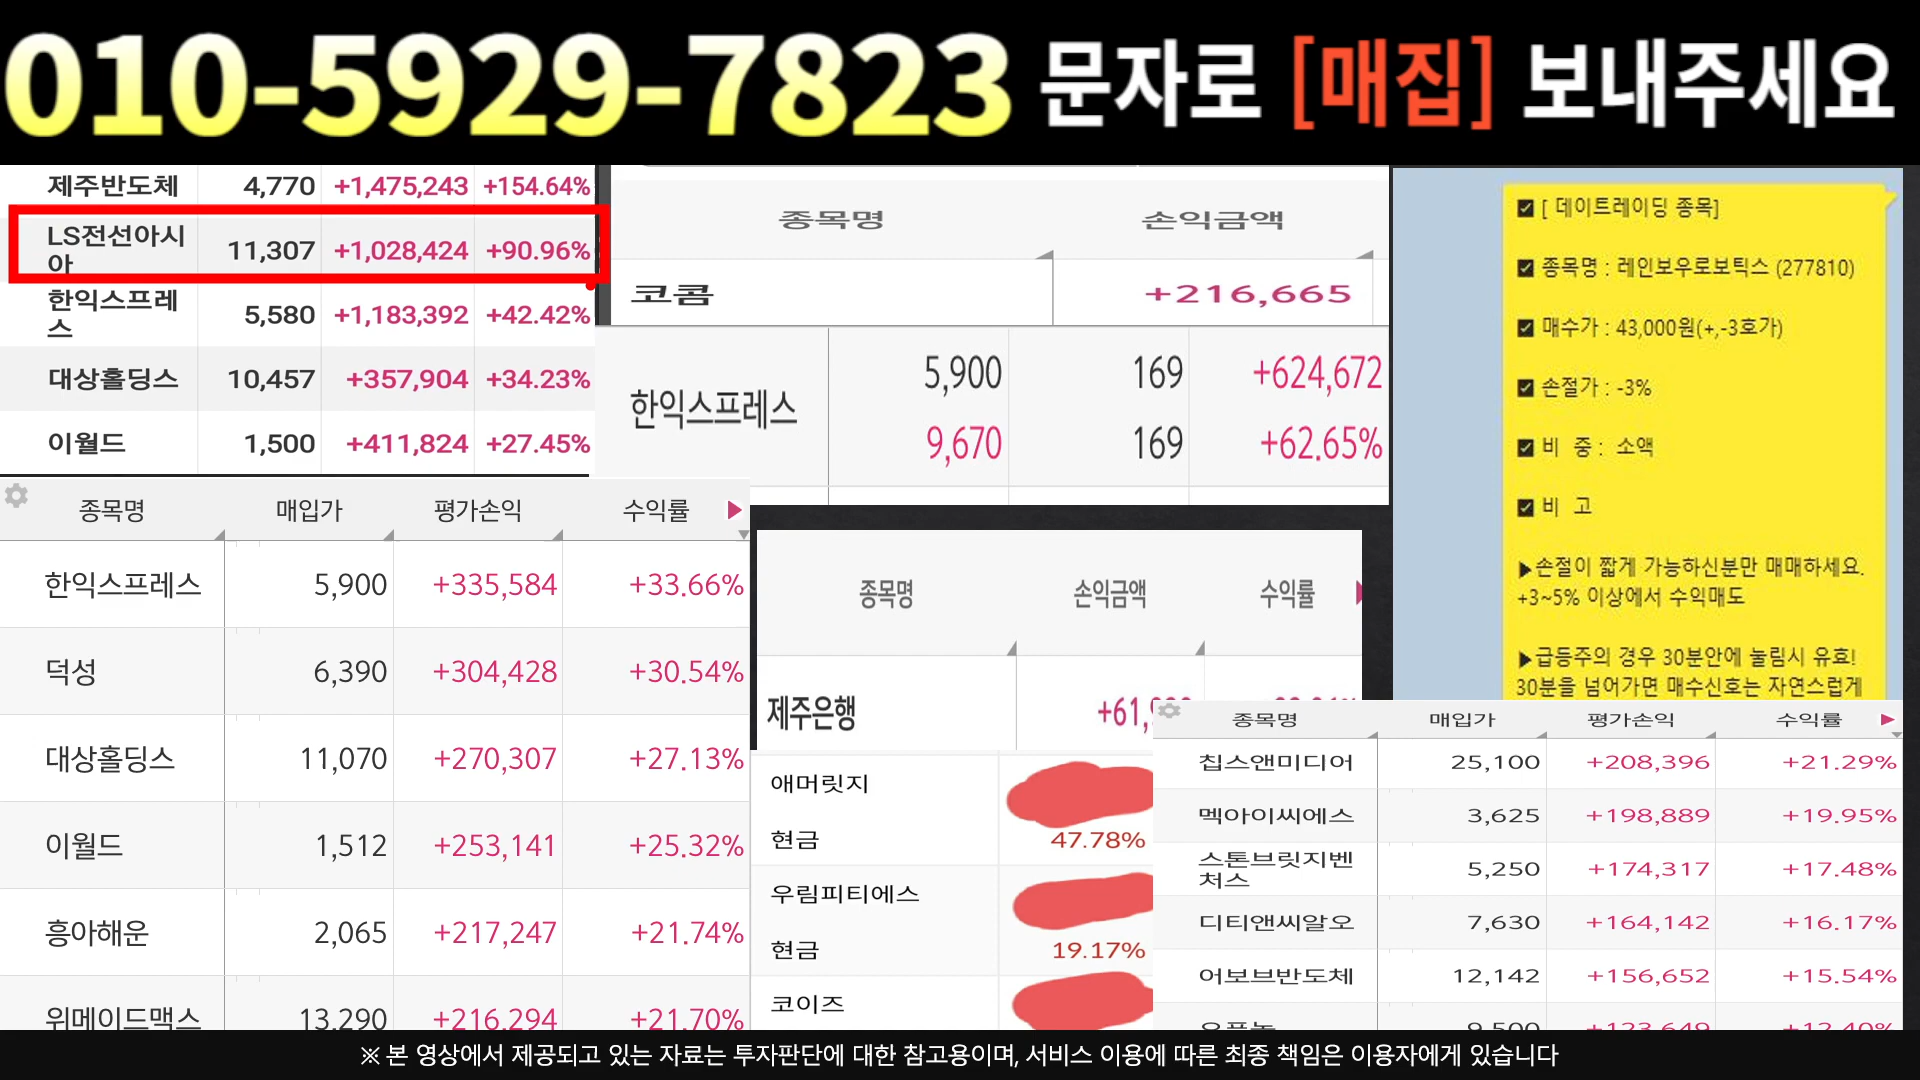 010-5929-7823 문자로 [매집] 보내주세요
제주반도체 4,770 +1,475,243 +154.64%
LS전선아시
아 11,307 +1,028,424 +90.96%
한익스프레
스 5,580 +1,183,392 +42.42%
대상홀딩스 10,457 +357,904 +34.23%
이월드 1,500 +411,824 +27.45%
종목명 손익금액
코콤 +216,665
한익스프레스 5,900 169 +624,672
9,670 169 +62.65%
☑ [ 데이트레이딩 종목]
☑ 종목명 : 레인보우로보틱스 (277810)
☑ 매수가 : 43,000원(+,-3호가)
☑ 손절가 : -3%
☑ 비 중 : 소액
☑ 비 고
▶손절이 짧게 가능하신분만 매매하세요.
+3~5% 이상에서 수익매도
▶급등주의 경우 30분안에 눌림시 유효!
30분을 넘어가면 매수신호는 자연스럽게
종목명 매입가 평가손익 수익률
한익스프레스 5,900 +335,584 +33.66%
덕성 6,390 +304,428 +30.54%
대상홀딩스 11,070 +270,307 +27.13%
이월드 1,512 +253,141 +25.32%
흥아해운 2,065 +217,247 +21.74%
위메이드맥스 13,290 +216,294 +21.70%
종목명 손익금액 수익률
제주은행 +61,
애머릿지
현금 47.78%
우림피티에스
현금 19.17%
코이즈
종목명 매입가 평가손익 수익률
칩스앤미디어 25,100 +208,396 +21.29%
멕아이씨에스 3,625 +198,889 +19.95%
스톤브릿지벤
처스 5,250 +174,317 +17.48%
디티앤씨알오 7,630 +164,142 +16.17%
어보브반도체 12,142 +156,652 +15.54%
※ 본 영상에서 제공되고 있는 자료는 투자판단에 대한 참고용이며, 서비스 이용에 따른 최종 책임은 이용자에게 있습니다